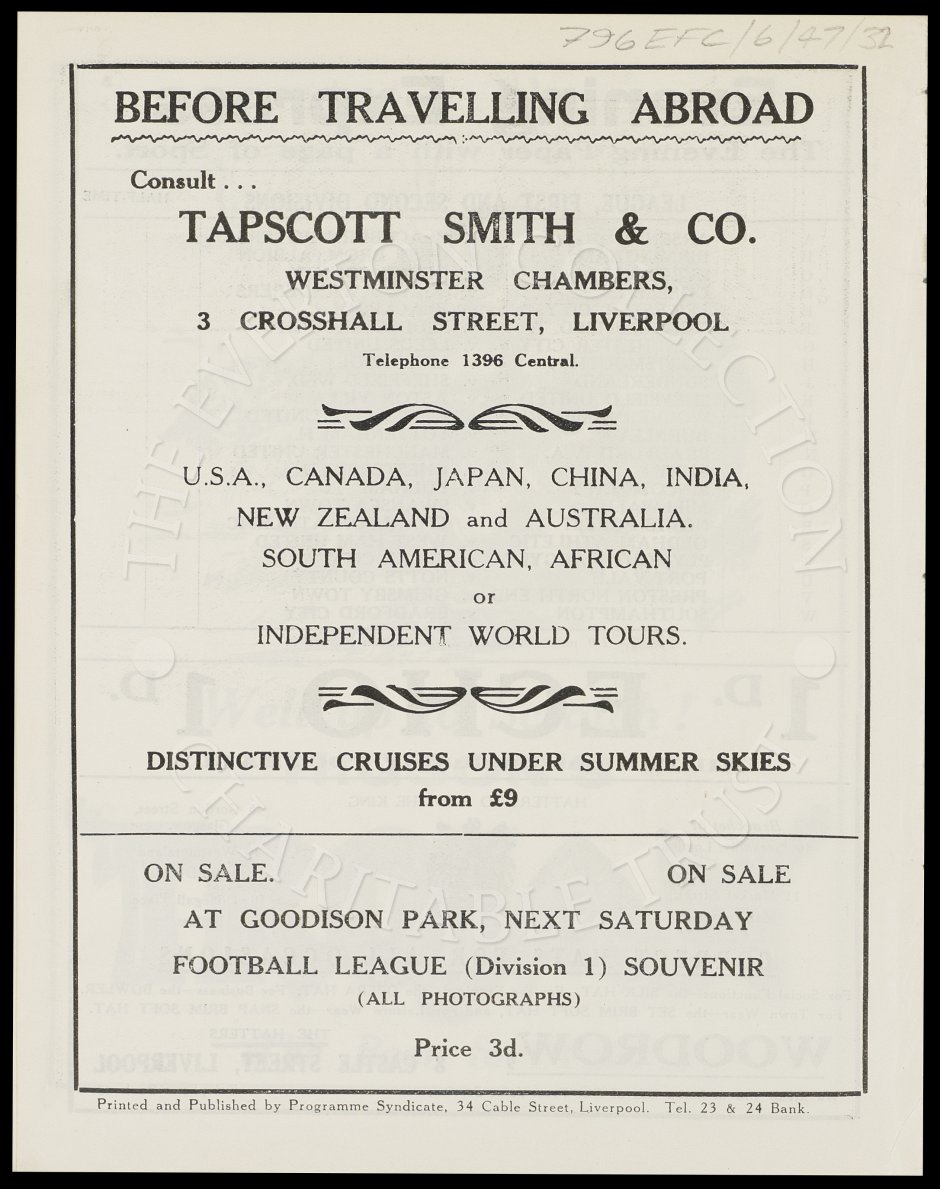 796EFC/6/47/32
BEFORE TRAVELLING ABROAD
Consult . . .
TAPSCOTT SMITH & CO.
WESTMINSTER CHAMBERS,
3 CROSSHALL STREET, LIVERPOOL
Telephone 1396 Central.
U.S.A., CANADA, JAPAN, CHINA, INDIA,
NEW ZEALAND and AUSTRALIA.
SOUTH AMERICAN, AFRICAN
or
INDEPENDENT WORLD TOURS.
DISTINCTIVE CRUISES UNDER SUMMER SKIES
from £9
ON SALE. ON SALE
AT GOODISON PARK, NEXT SATURDAY
FOOTBALL LEAGUE (Division 1) SOUVENIR
(ALL PHOTOGRAPHS)
Price 3d.
Printed and Published by Programme Syndicate, 34 Cable Street, Liverpool. Tel. 23 & 24 Bank.
THE EVERTON COLLECTION
CHARITABLE TRUST